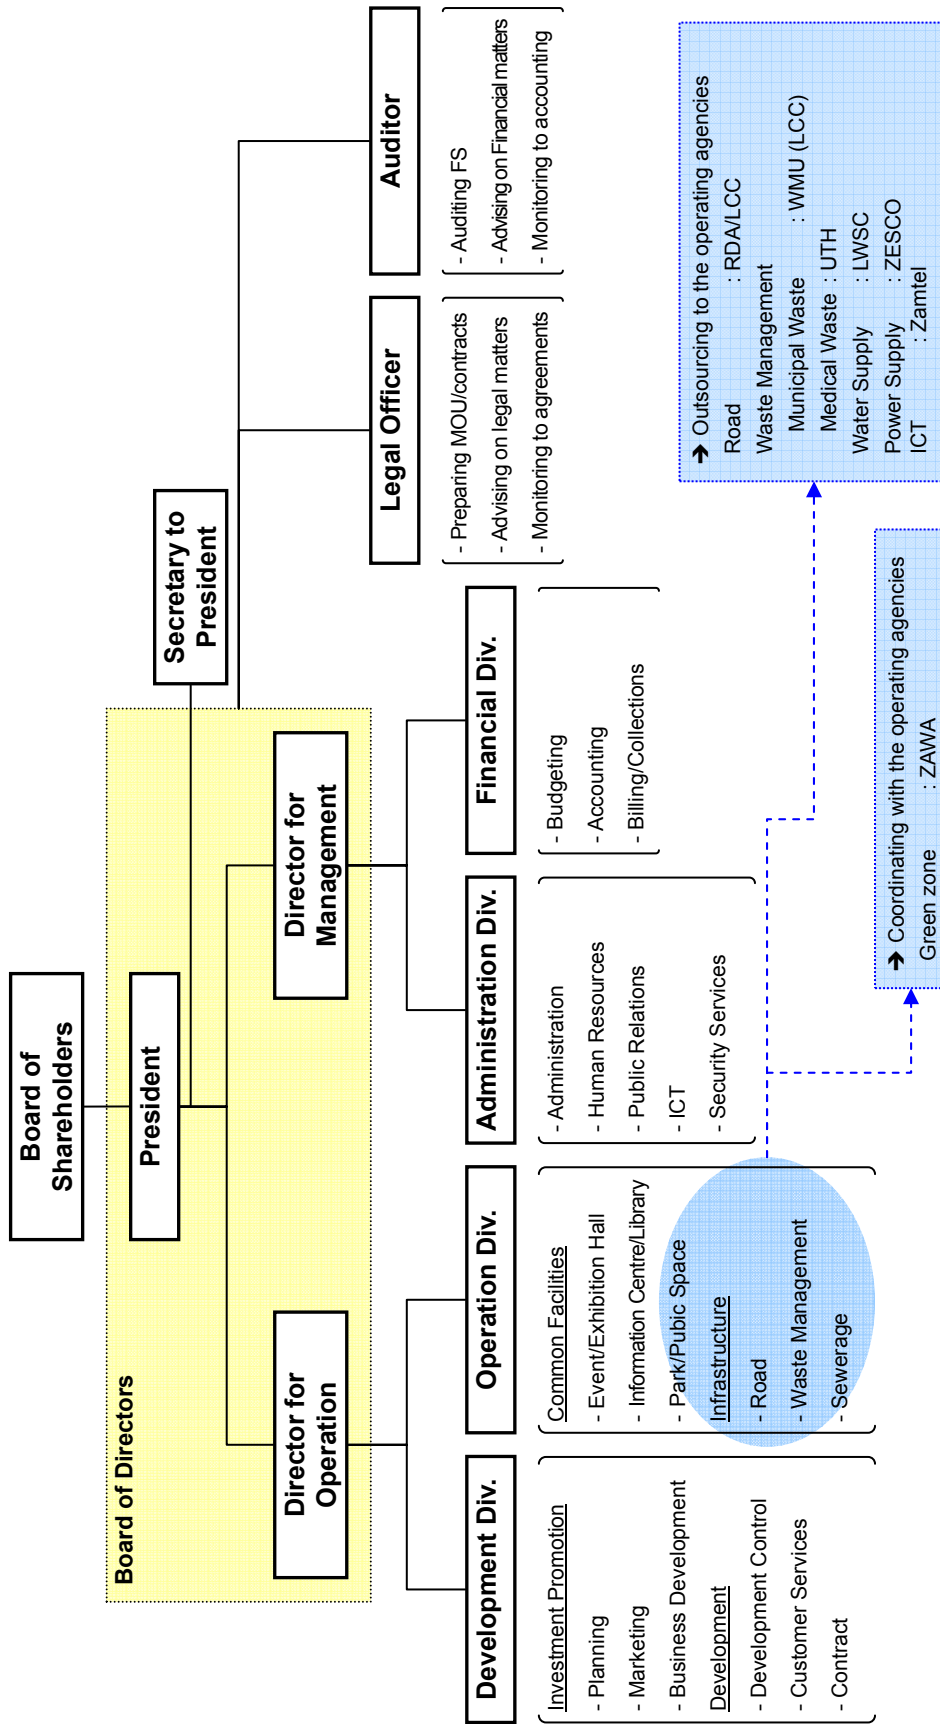 Board of
Shareholders
Board of Directors
President
Secretary to
President
Director for
Operation
Director for
Management
Legal Officer
- Preparing MOU/contracts
- Advising on legal matters
- Monitoring to agreements
Auditor
- Auditing FS
- Advising on Financial matters
- Monitoring to accounting
Development Div.
Investment Promotion
- Planning
- Marketing
- Business Development
Development
- Development Control
- Customer Services
- Contract
Operation Div.
Common Facilities
- Event/Exhibition Hall
- Information Centre/Library
- Park/Pubic Space
Infrastructure
- Road
- Waste Management
- Sewerage
Administration Div.
- Administration
- Human Resources
- Public Relations
- ICT
- Security Services
Financial Div.
- Budgeting
- Accounting
- Billing/Collections
➔ Coordinating with the operating agencies
Green zone : ZAWA
➔ Outsourcing to the operating agencies
Road : RDA/LCC
Waste Management
Municipal Waste : WMU (LCC)
Medical Waste : UTH
Water Supply : LWSC
Power Supply : ZESCO
ICT : Zamtel